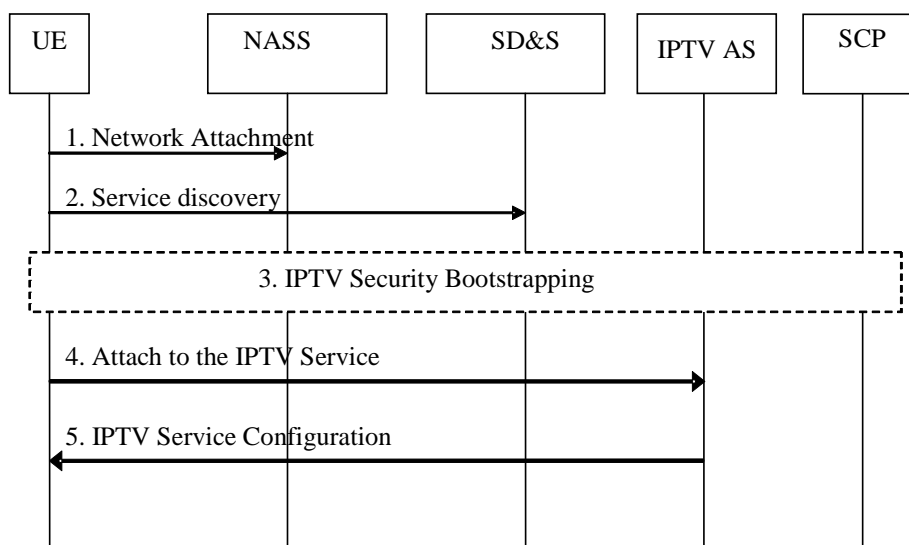 UE
NASS
SD&S
IPTV AS
SCP
1. Network Attachment
2. Service discovery
3. IPTV Security Bootstrapping
4. Attach to the IPTV Service
5. IPTV Service Configuration